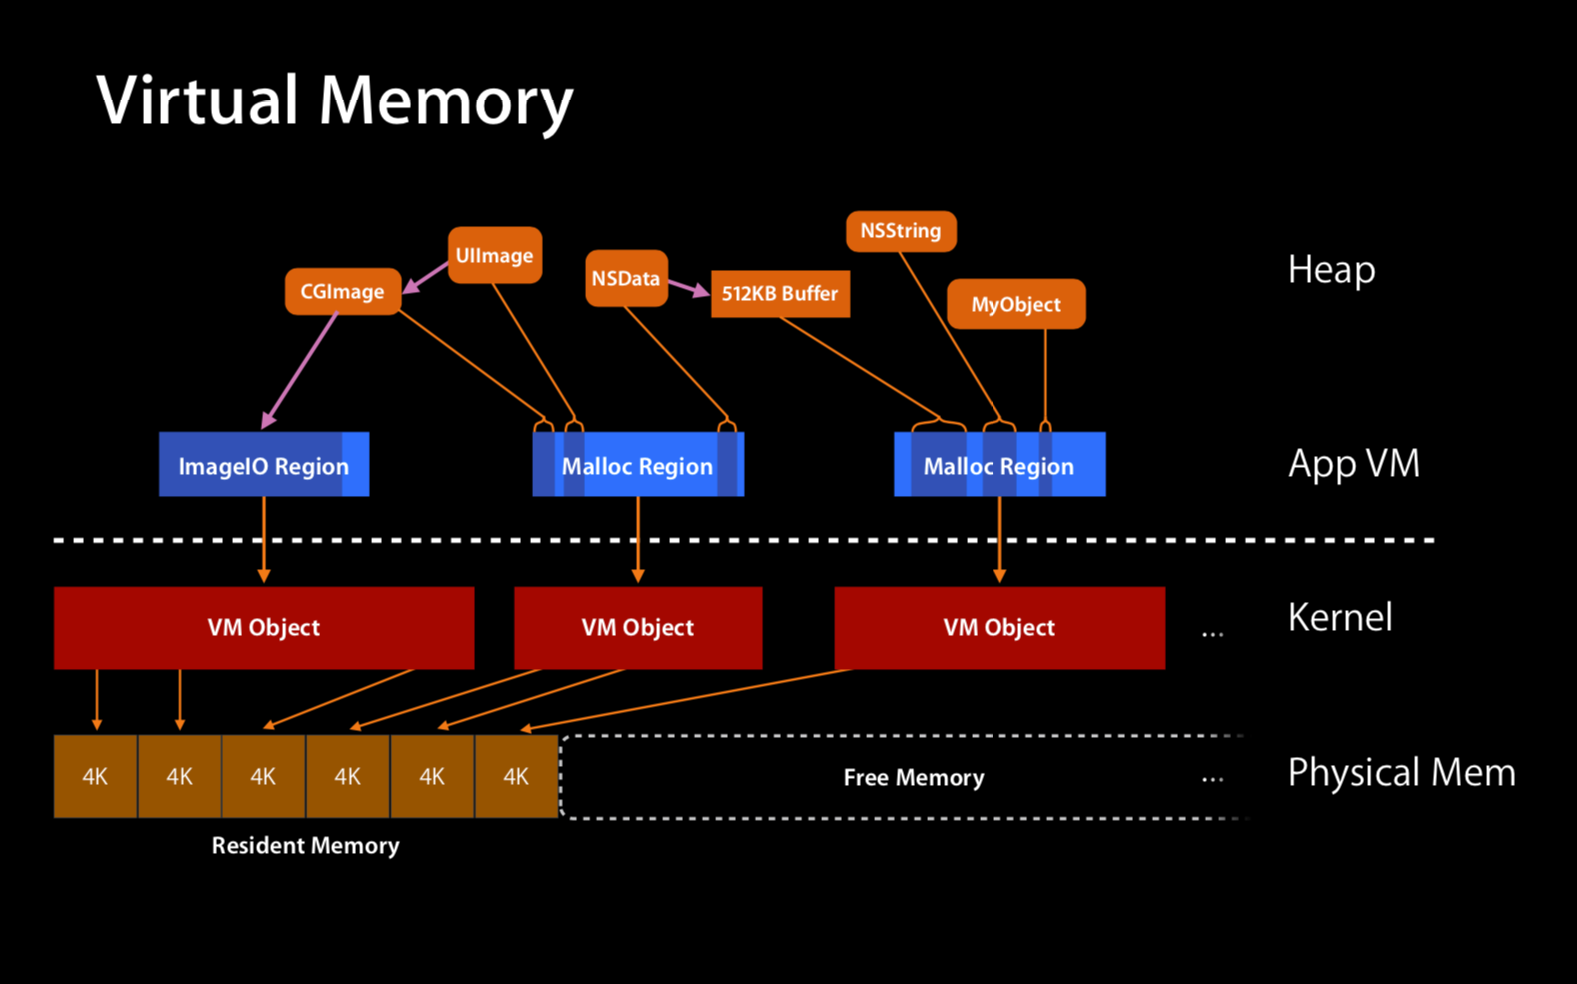 Virtual Memory
NSString
UIImage
NSData
CGImage
512KB Buffer
MyObject
Heap
ImageIO Region
Malloc Region
Malloc Region
App VM
VM Object
VM Object
VM Object
...
Kernel
4K
4K
4K
4K
4K
4K
Free Memory
...
Physical Mem
Resident Memory